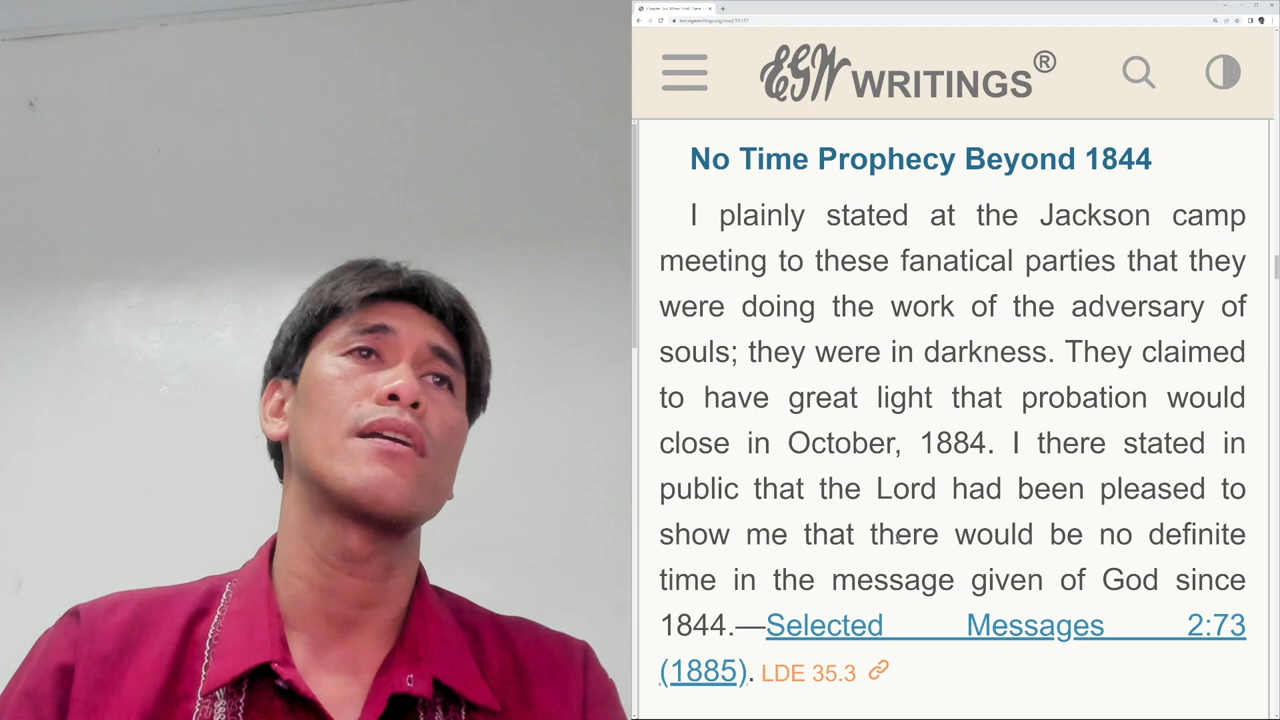 EGW WRITINGS®
No Time Prophecy Beyond 1844
I plainly stated at the Jackson camp
meeting to these fanatical parties that they
were doing the work of the adversary of
souls; they were in darkness. They claimed
to have great light that probation would
close in October, 1884. I there stated in
public that the Lord had been pleased to
show me that there would be no definite
time in the message given of God since
1844.—Selected Messages 2:73
(1885). LDE 35.3